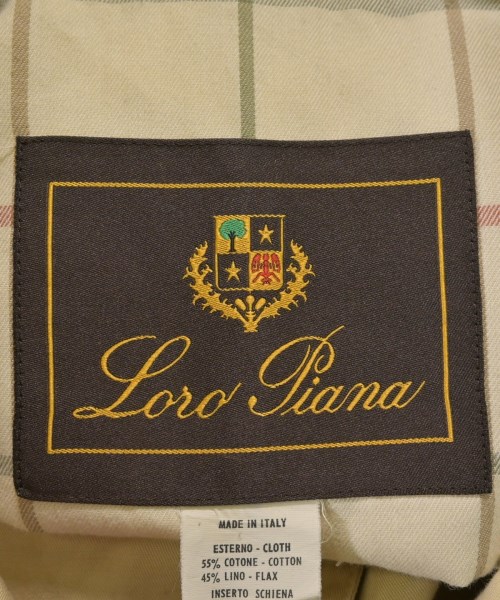 Loro Piana
MADE IN ITALY
ESTERNO - CLOTH
55% COTONE - COTTON
45% LINO - FLAX
INSERTO SCHIENA